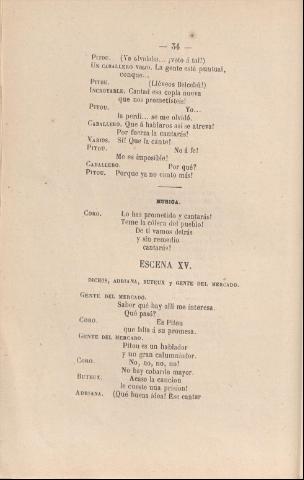 — 34 —
PITOU. (Yo olvidado... ¡voto á tal!)
UN CABALLERO VIEJO. La gente está puntual,
conque...
PITOU. (¡Lléveos Belcebú!)
INCREYABLE. Cantad esa copla nueva
que nos prometisteis!
PITOU. Yo...
la perdí... se me olvidó.
CABALLERO. Que á hablaros así se atreva!
Por fuerza la cantarás!
VARIOS. Sí! Que la cante!
PITOU. No á fe!
Me es imposible!
CABALLERO. Por qué?
PITOU. Porque ya no canto más!
MUSICA.
CORO. Lo has prometido y cantarás!
Teme la cólera del pueblo!
De tí vamos detrás
y sin remedio
cantarás!
ESCENA XV.
DICHOS, ADRIANA, BUTEUX y GENTE DEL MERCADO.
GENTE DEL MERCADO.
Saber qué hay allí me interesa.
Qué pasó?
CORO. Es Pitou
que falta á su promesa.
GENTE DEL MERCADO.
Pitou es un hablador
y un gran calumniador.
CORO. No, no, no, no!
No hay cobarde mayor.
BUTEUX. Acaso la cancion
le cueste una prision!
ADRIANA. (Qué buena idea! Ese cantar